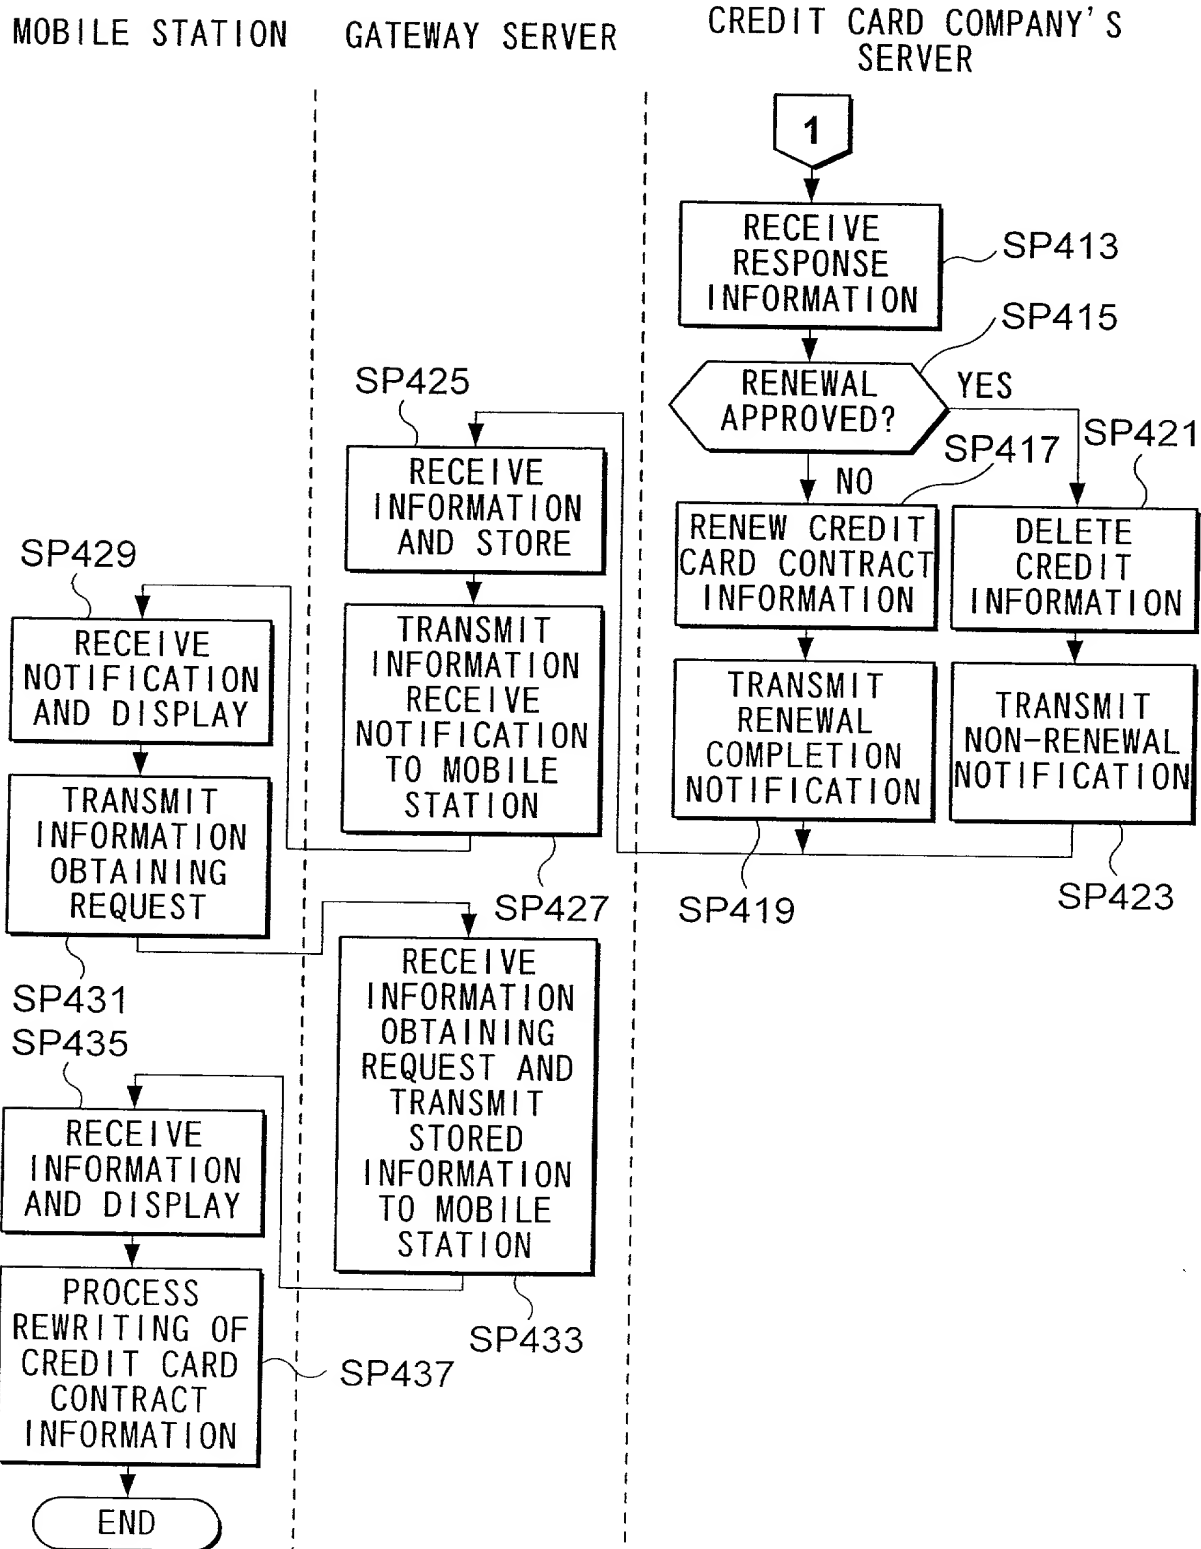 MOBILE STATION
GATEWAY SERVER
CREDIT CARD COMPANY'S
SERVER
1
RECEIVE
RESPONSE
INFORMATION
SP413
SP415
RENEWAL
APPROVED?
YES
NO
SP417
SP421
RENEW CREDIT
CARD CONTRACT
INFORMATION
DELETE
CREDIT
INFORMATION
TRANSMIT
RENEWAL
COMPLETION
NOTIFICATION
TRANSMIT
NON-RENEWAL
NOTIFICATION
SP419
SP423
SP425
RECEIVE
INFORMATION
AND STORE
TRANSMIT
INFORMATION
RECEIVE
NOTIFICATION
TO MOBILE
STATION
SP427
SP429
RECEIVE
NOTIFICATION
AND DISPLAY
TRANSMIT
INFORMATION
OBTAINING
REQUEST
SP431
RECEIVE
INFORMATION
OBTAINING
REQUEST AND
TRANSMIT
STORED
INFORMATION
TO MOBILE
STATION
SP433
SP435
RECEIVE
INFORMATION
AND DISPLAY
PROCESS
REWRITING OF
CREDIT CARD
CONTRACT
INFORMATION
SP437
END